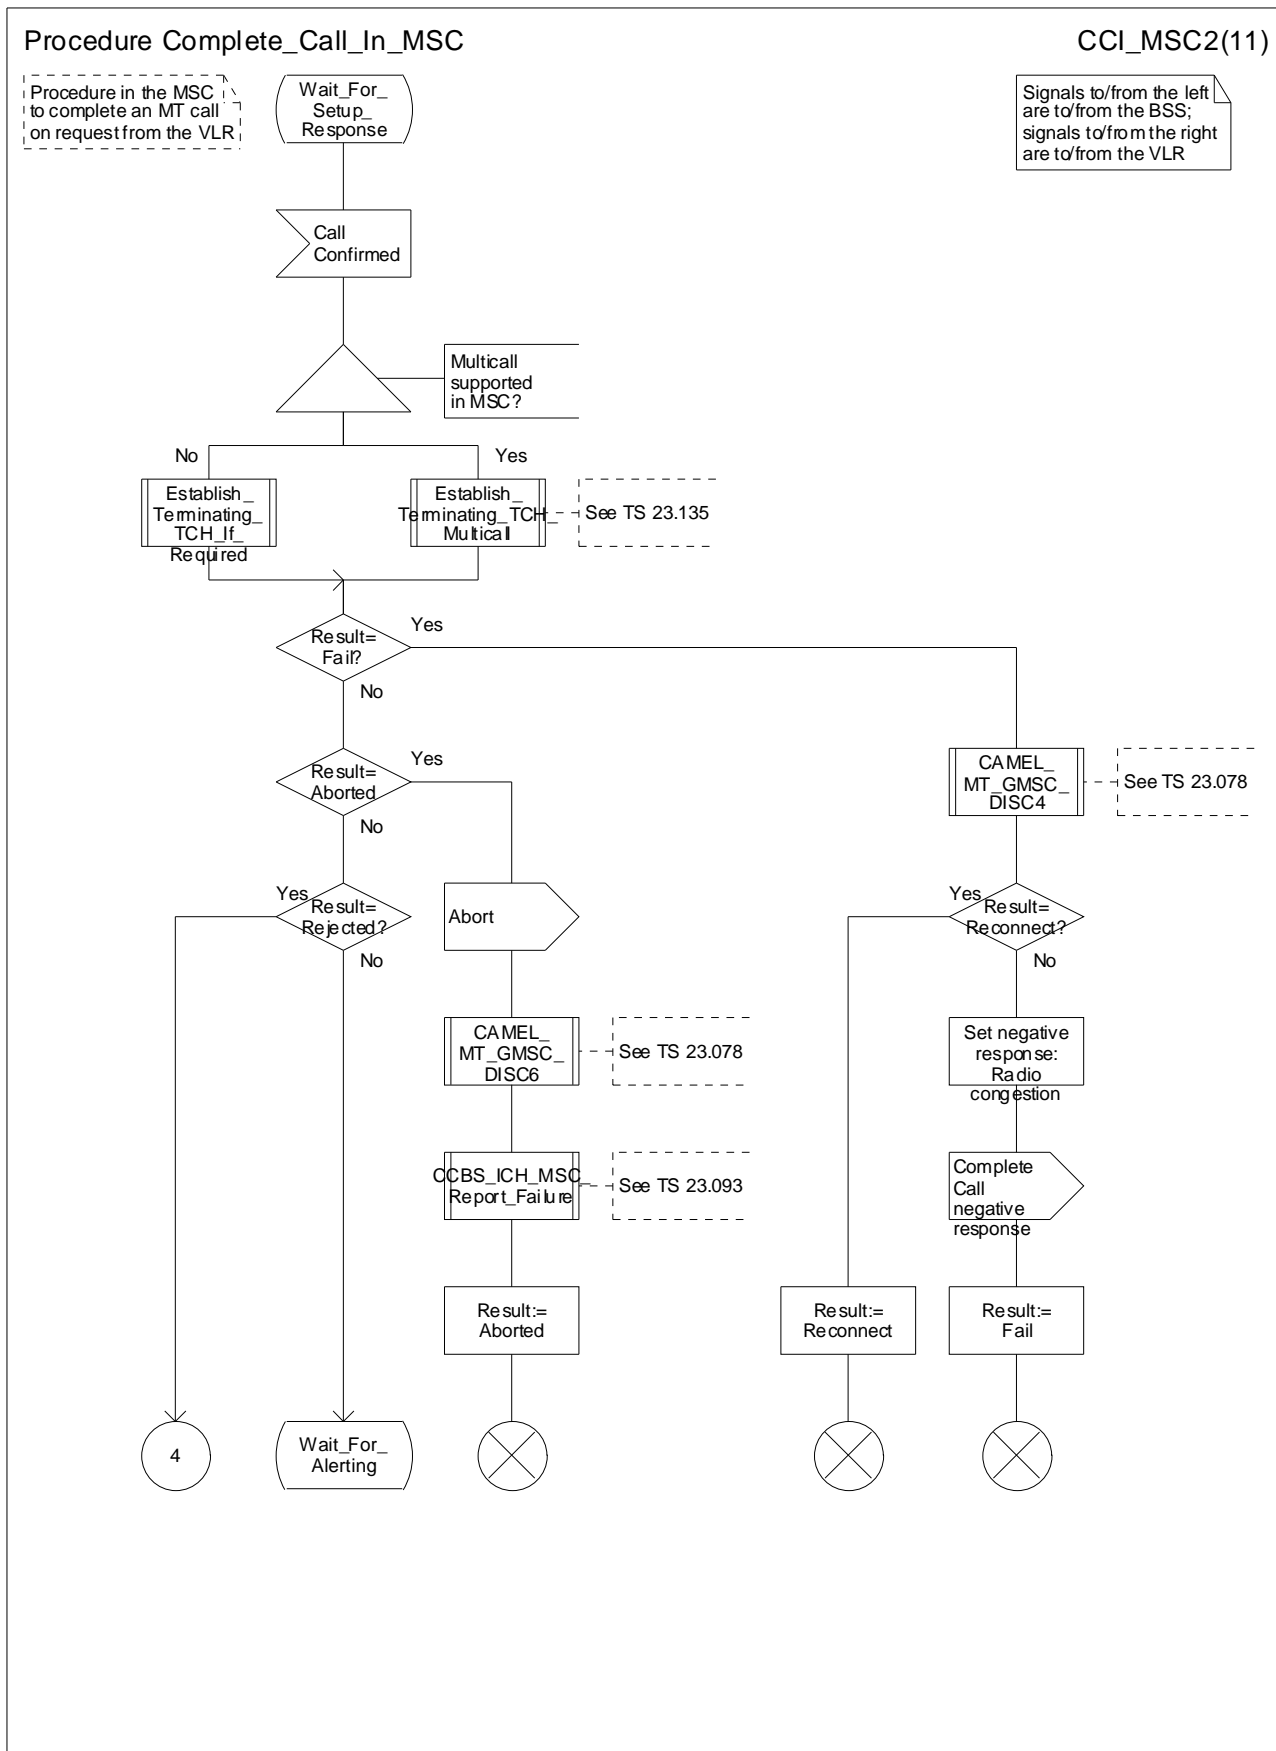 Procedure Complete_Call_In_MSC
CCI_MSC2(11)
Procedure in the MSC
to complete an MT call
on request from the VLR
Wait_For_
Setup_
Response
Signals to/from the left
are to/from the BSS;
signals to/from the right
are to/from the VLR
Call
Confirmed
Multicall
supported
in MSC?
No
Yes
Establish_
Terminating_
TCH_If_
Required
Establish_
Terminating_TCH_
Multicall
See TS 23.135
Result=
Fail?
Yes
No
Result=
Aborted
Yes
No
CAMEL_
MT_GMSC_
DISC4
See TS 23.078
Yes
Result=
Rejected?
No
Abort
Yes
Result=
Reconnect?
No
CAMEL_
MT_GMSC_
DISC6
See TS 23.078
Set negative
response:
Radio
congestion
CCBS_ICH_MSC_
Report_Failure
See TS 23.093
Complete
Call
negative
response
Result:=
Aborted
Result:=
Reconnect
Result:=
Fail
4
Wait_For_
Alerting